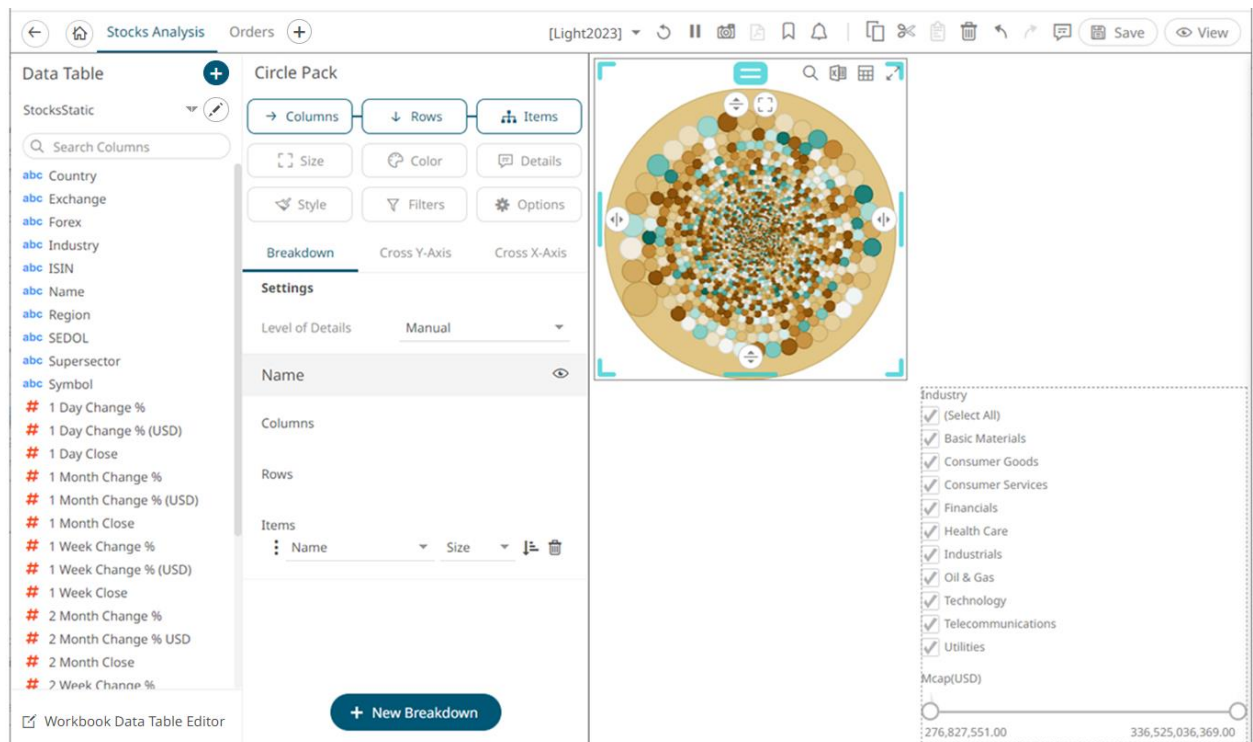 Stocks Analysis
Orders
[Light2023]
Save
View
Data Table
StocksStatic
Search Columns
abc Country
abc Exchange
abc Forex
abc Industry
abc ISIN
abc Name
abc Region
abc SEDOL
abc Supersector
abc Symbol
# 1 Day Change %
# 1 Day Change % (USD)
# 1 Day Close
# 1 Month Change %
# 1 Month Change % (USD)
# 1 Month Close
# 1 Week Change %
# 1 Week Change % (USD)
# 1 Week Close
# 2 Month Change %
# 2 Month Change % USD
# 2 Month Close
# 2 Week Change %
Workbook Data Table Editor
Circle Pack
Columns
Rows
Items
Size
Color
Details
Style
Filters
Options
Breakdown
Cross Y-Axis
Cross X-Axis
Settings
Level of Details
Manual
Name
Columns
Rows
Items
Name
Size
New Breakdown
Industry
(Select All)
Basic Materials
Consumer Goods
Consumer Services
Financials
Health Care
Industrials
Oil & Gas
Technology
Telecommunications
Utilities
Mcap(USD)
276,827,551.00
336,525,036,369.00